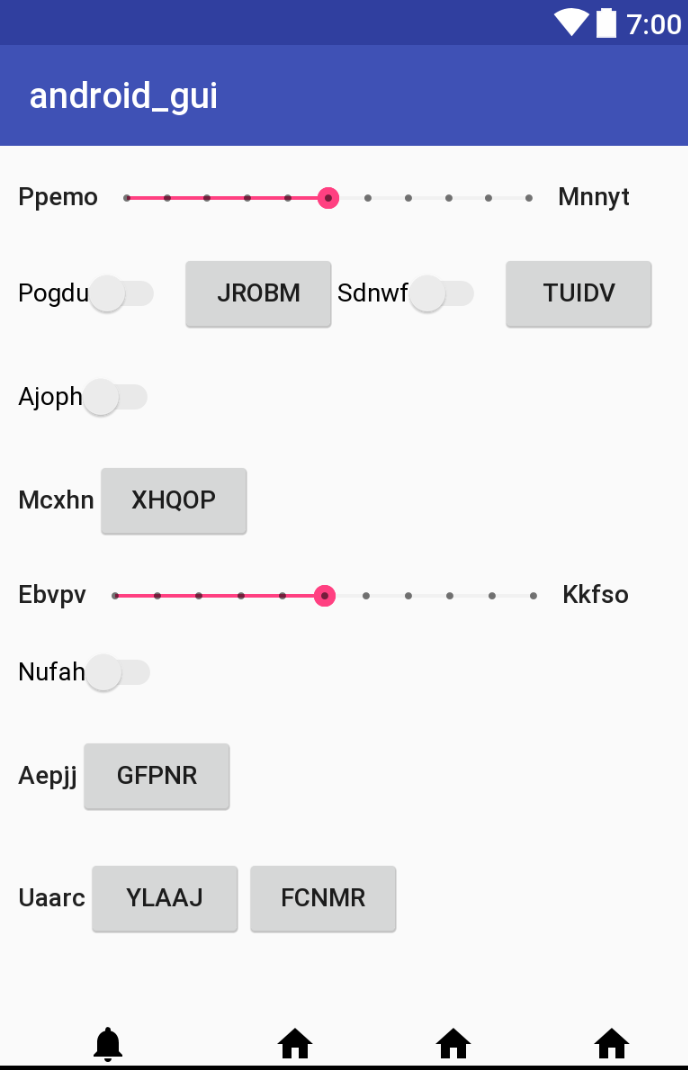 7:00
android_gui
Ppemo Mnnyt
Pogdu JROBM Sdnwf TUIDV
Ajoph
Mcxhn XHQOP
Ebvpv Kkfso
Nufah
Aepjj GFPNR
Uaarc YLAAJ FCNMR